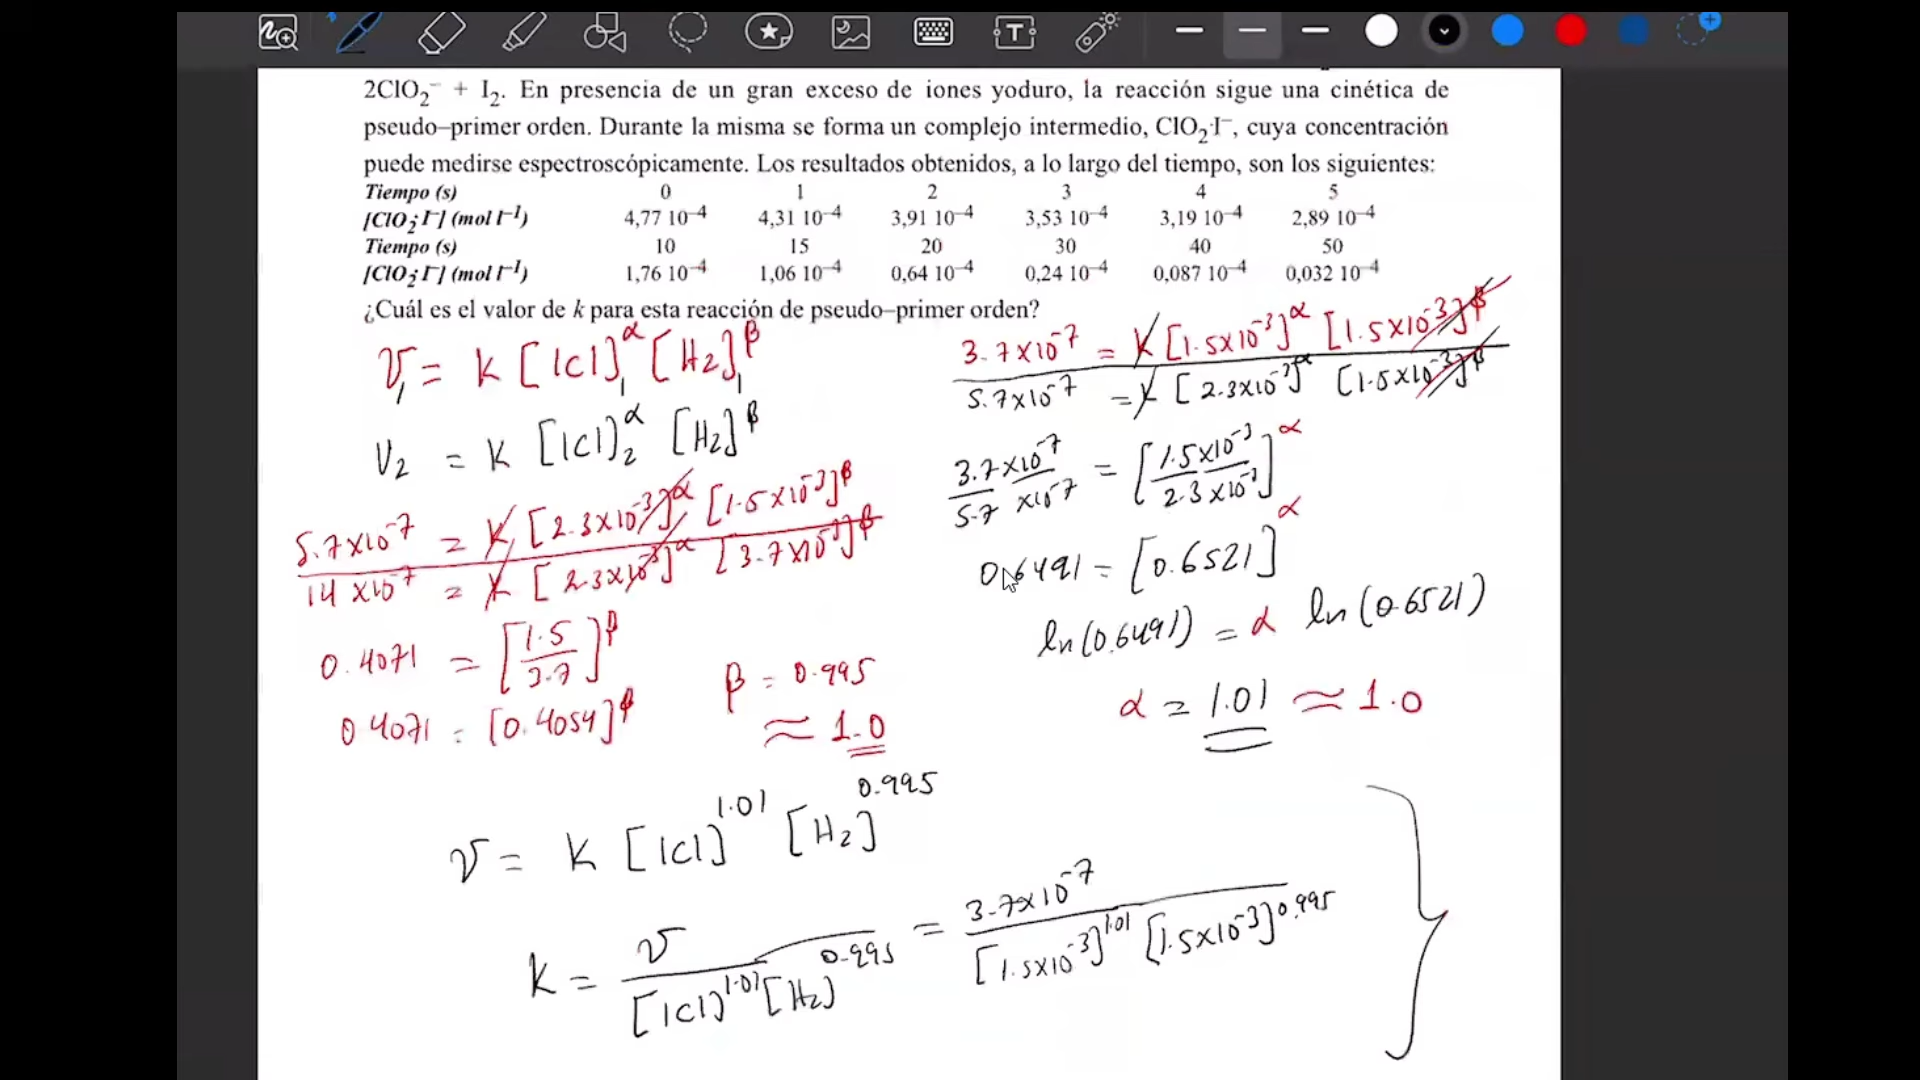 2ClO₂⁻ + I₂. En presencia de un gran exceso de iones yoduro, la reacción sigue una cinética de
pseudo–primer orden. Durante la misma se forma un complejo intermedio, ClO₂·I⁻, cuya concentración
puede medirse espectroscópicamente. Los resultados obtenidos, a lo largo del tiempo, son los siguientes:
Tiempo (s) 0 1 2 3 4 5
[ClO₂·I⁻] (mol l⁻¹) 4,77 10⁻⁴ 4,31 10⁻⁴ 3,91 10⁻⁴ 3,53 10⁻⁴ 3,19 10⁻⁴ 2,89 10⁻⁴
Tiempo (s) 10 15 20 30 40 50
[ClO₂·I⁻] (mol l⁻¹) 1,76 10⁻⁴ 1,06 10⁻⁴ 0,64 10⁻⁴ 0,24 10⁻⁴ 0,087 10⁻⁴ 0,032 10⁻⁴
¿Cuál es el valor de k para esta reacción de pseudo–primer orden?
V₁ = K [ICl]₁^α [H₂]₁^β
V₂ = K [ICl]₂^α [H₂]^β
5.7x10⁻⁷ = K [2.3x10⁻³]^α [1.5x10⁻³]^β
14x10⁻⁷ = K [2.3x10⁻³]^α [3.7x10⁻³]^β
0.4071 = [1.5/3.7]^β
0.4071 = [0.4054]^β
β = 0.995
≈ 1.0
3.7x10⁻⁷ = K [1.5x10⁻³]^α [1.5x10⁻³]^β
5.7x10⁻⁷ = K [2.3x10⁻³]^α [1.5x10⁻³]^β
3.7x10⁻⁷/5.7x10⁻⁷ = [1.5x10⁻³/2.3x10⁻³]^α
0.6491 = [0.6521]^α
ln(0.6491) = α ln(0.6521)
α = 1.01 ≈ 1.0
V = K [ICl]^1.01 [H₂]^0.995
K = V/[ICl]^1.01 [H₂]^0.995 = 3.7x10⁻⁷/[1.5x10⁻³]^1.01 [1.5x10⁻³]^0.995